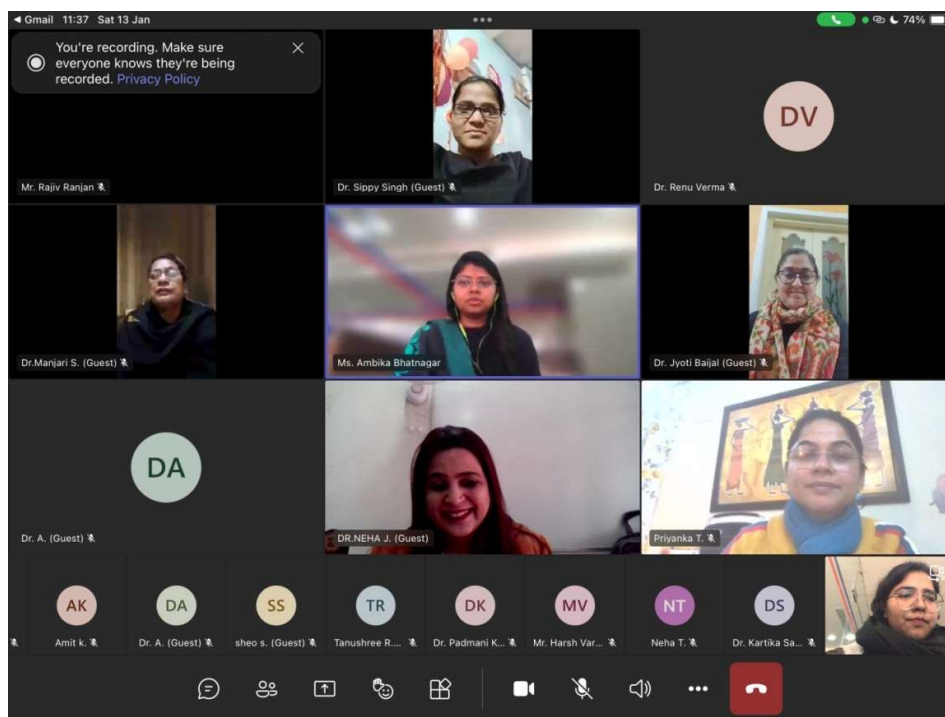 ◀ Gmail 11:37 Sat 13 Jan
74%
You're recording. Make sure
everyone knows they're being
recorded. Privacy Policy
Mr. Rajiv Ranjan
Dr. Sippy Singh (Guest)
DV
Dr. Renu Verma
Dr.Manjari S. (Guest)
Ms. Ambika Bhatnagar
Dr. Jyoti Baijal (Guest)
DA
Dr. A. (Guest)
DR.NEHA J. (Guest)
Priyanka T.
AK
Amit k.
DA
Dr. A. (Guest)
SS
sheo s. (Guest)
TR
Tanushree R....
DK
Dr. Padmani K...
MV
Mr. Harsh Var...
NT
Neha T.
DS
Dr. Kartika Sa...